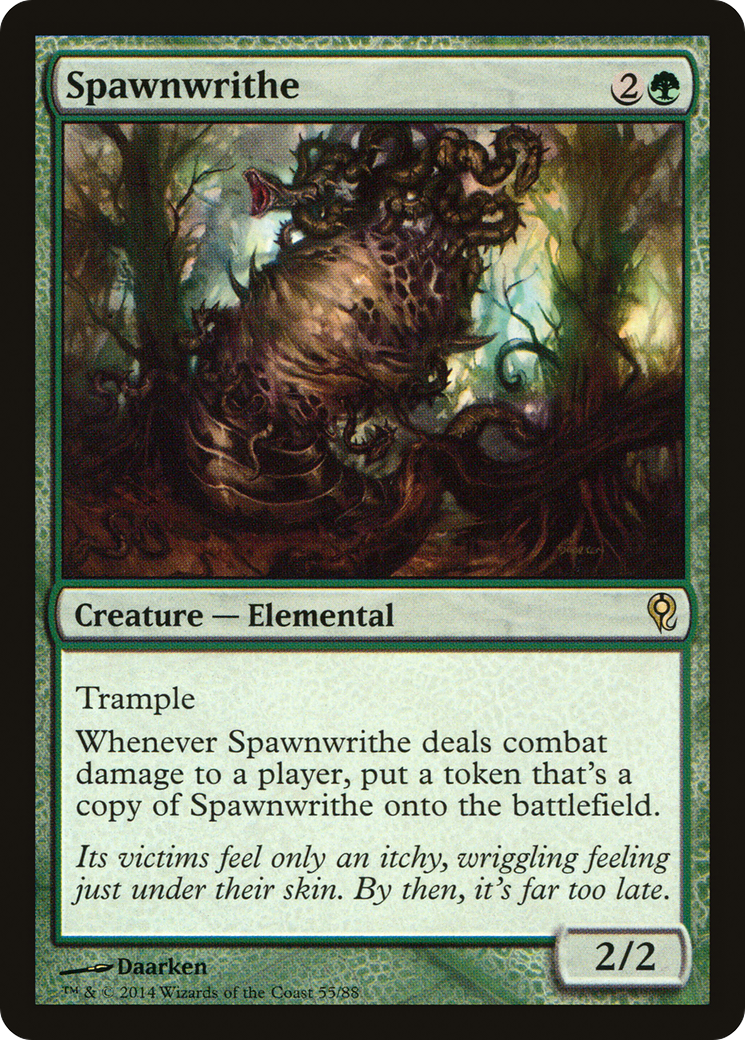 Spawnwrithe 2
Creature — Elemental
Trample
Whenever Spawnwrithe deals combat
damage to a player, put a token that's a
copy of Spawnwrithe onto the battlefield.
Its victims feel only an itchy, wriggling feeling
just under their skin. By then, it's far too late.
2/2
Daarken
™ & © 2014 Wizards of the Coast 55/88